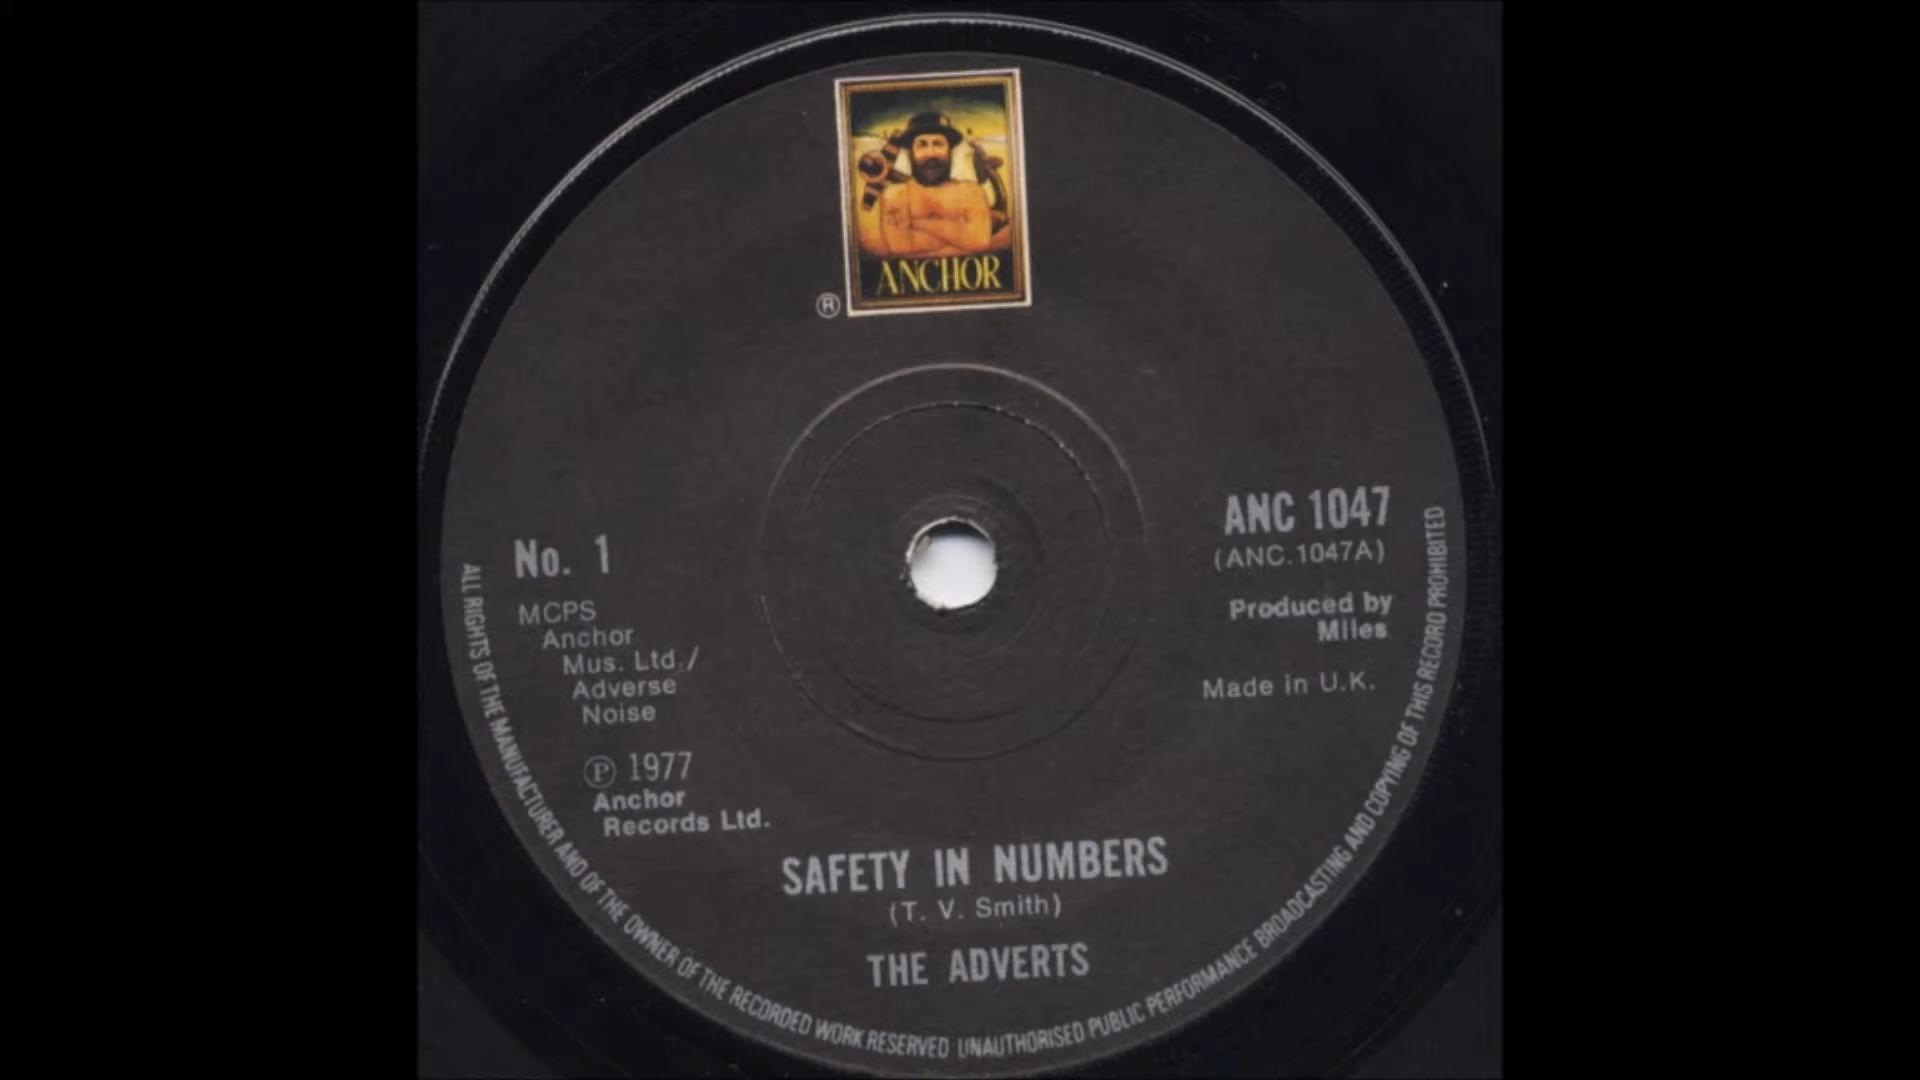 ANCHOR
®
ANC 1047
(ANC.1047A)
Produced by
Miles
Made in U.K.
No. 1
MCPS
Anchor
Mus. Ltd./
Adverse
Noise
℗ 1977
Anchor
Records Ltd.
SAFETY IN NUMBERS
(T. V. Smith)
THE ADVERTS
ALL RIGHTS OF THE MANUFACTURER AND OF THE OWNER OF THE RECORDED WORK RESERVED UNAUTHORISED PUBLIC PERFORMANCE BROADCASTING AND COPYING OF THIS RECORD PROHIBITED